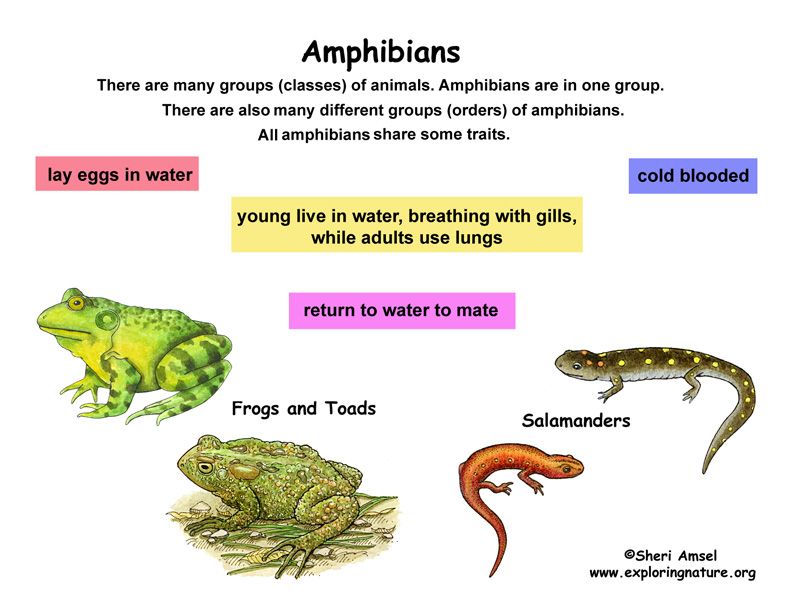 Amphibians
There are many groups (classes) of animals. Amphibians are in one group.
There are also many different groups (orders) of amphibians.
All amphibians share some traits.
lay eggs in water
cold blooded
young live in water, breathing with gills,
while adults use lungs
return to water to mate
Frogs and Toads
Salamanders
©Sheri Amsel
www.exploringnature.org